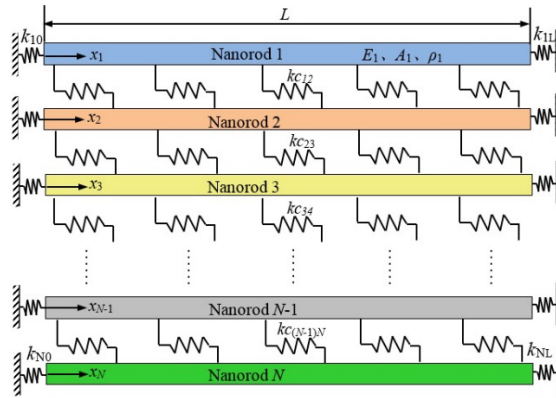 L
k10 k1L
x1 Nanorod 1 E1、A1、ρ1
kc12
x2 Nanorod 2
kc23
x3 Nanorod 3
kc34
xN-1 Nanorod N-1
kc(N-1)N
kN0 kNL
xN Nanorod N